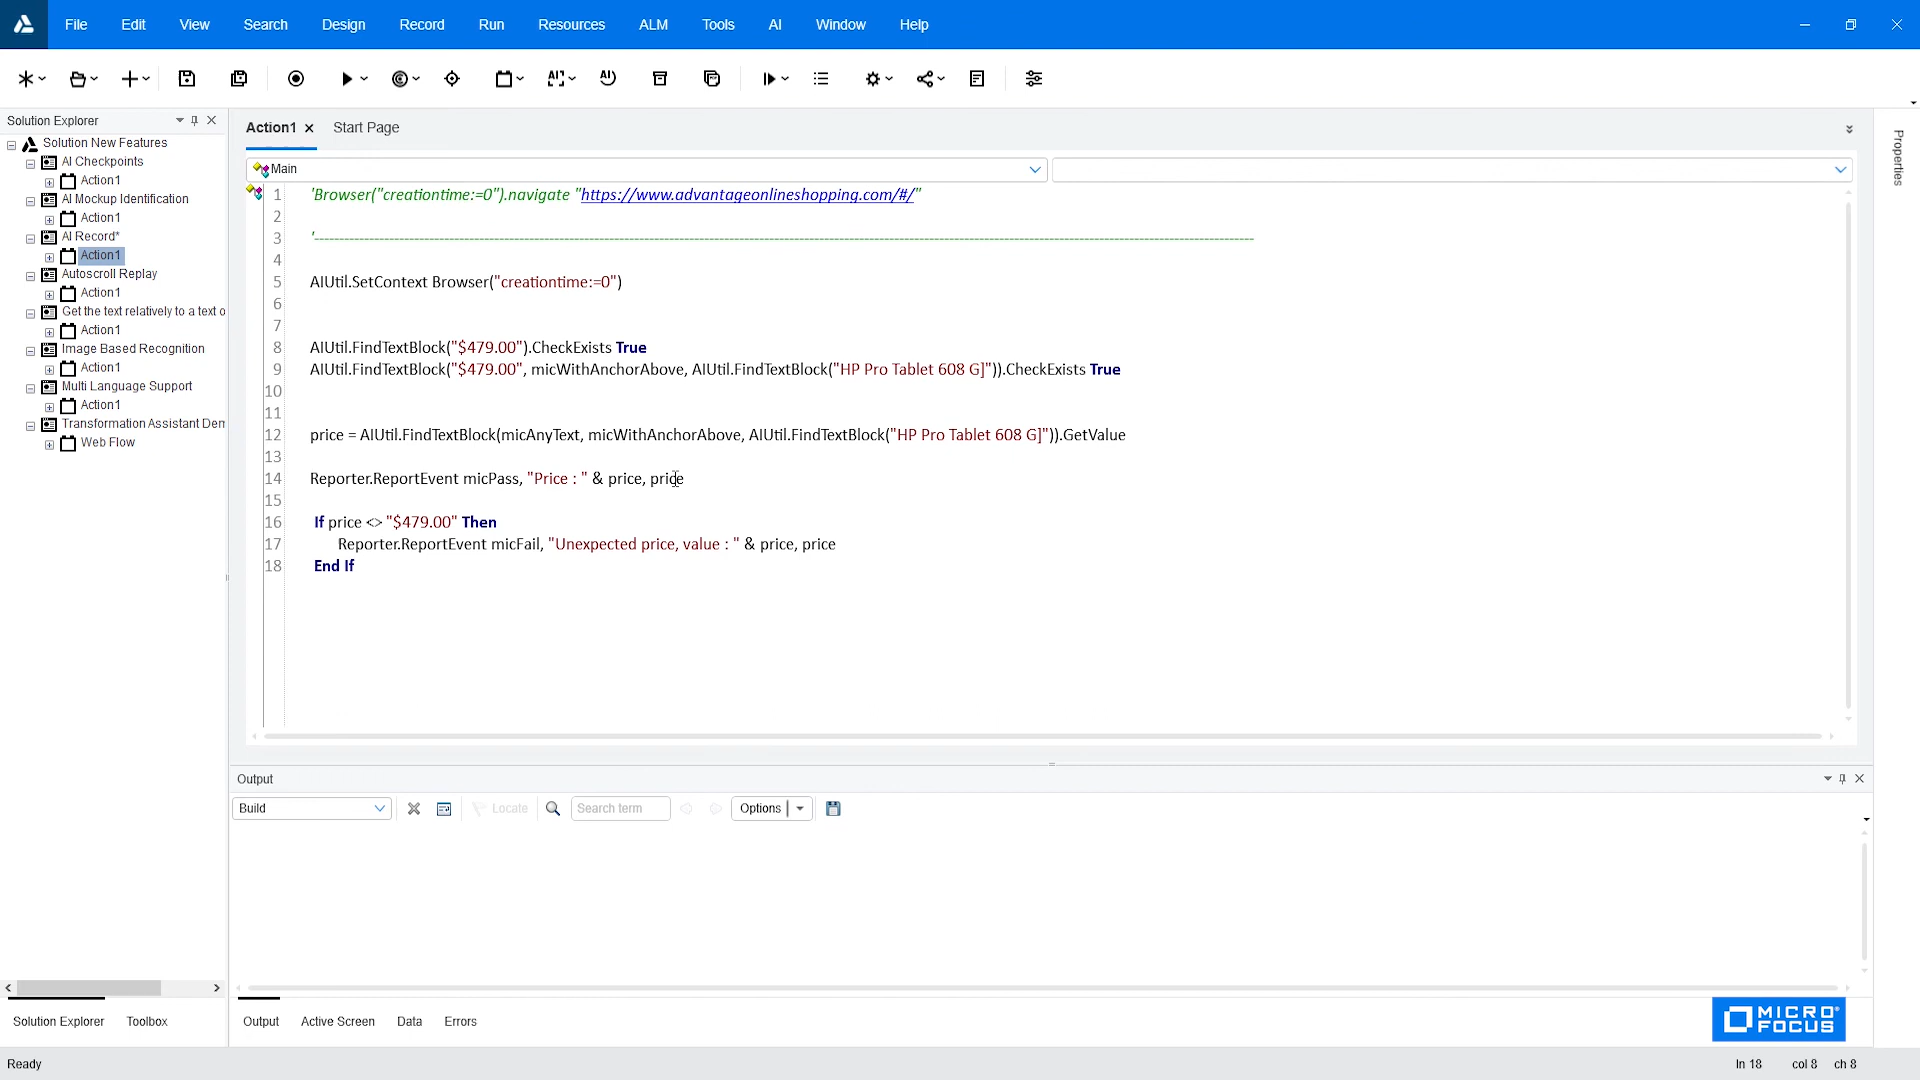 File Edit View Search Design Record Run Resources ALM Tools AI Window Help
Solution Explorer
Solution New Features
AI Checkpoints
Action1
AI Mockup Identification
Action1
AI Record*
Action1
Autoscroll Replay
Action1
Get the text relatively to a text o
Action1
Image Based Recognition
Action1
Multi Language Support
Action1
Transformation Assistant Dem
Web Flow
Action1 Start Page
Main
1 'Browser("creationtime:=0").navigate "https://www.advantageonlineshopping.com/#/"
2
3 '----------------------------------------------------------------------------------------------------
4
5 AIUtil.SetContext Browser("creationtime:=0")
6
7
8 AIUtil.FindTextBlock("$479.00").CheckExists True
9 AIUtil.FindTextBlock("$479.00", micWithAnchorAbove, AIUtil.FindTextBlock("HP Pro Tablet 608 G]")).CheckExists True
10
11
12 price = AIUtil.FindTextBlock(micAnyText, micWithAnchorAbove, AIUtil.FindTextBlock("HP Pro Tablet 608 G]")).GetValue
13
14 Reporter.ReportEvent micPass, "Price : " & price, price
15
16 If price <> "$479.00" Then
17 Reporter.ReportEvent micFail, "Unexpected price, value : " & price, price
18 End If
Properties
Output
Build Locate Search term Options
Solution Explorer Toolbox
Output Active Screen Data Errors
MICRO
FOCUS
Ready
ln 18 col 8 ch 8